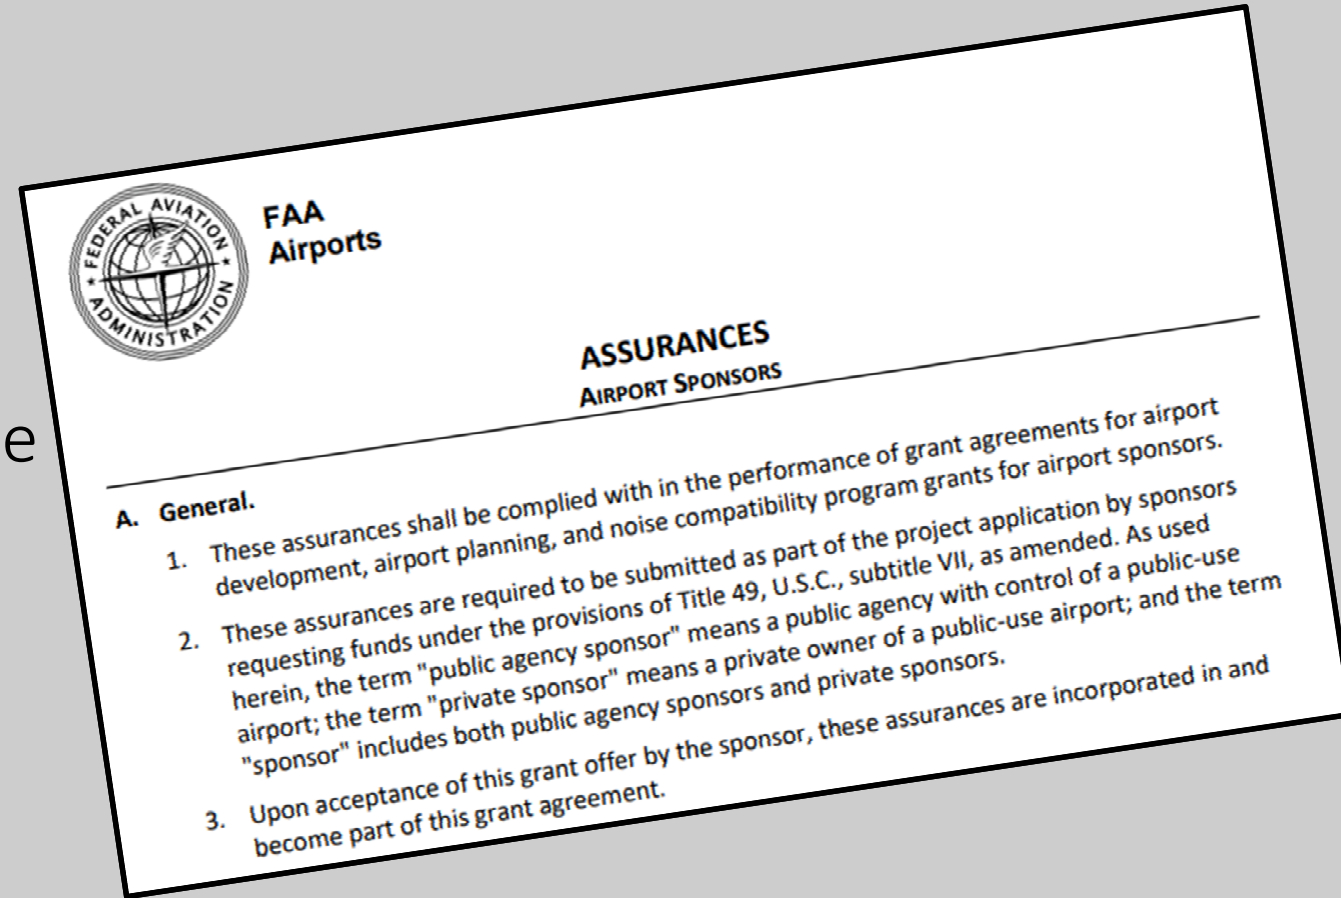 FEDERAL AVIATION
ADMINISTRATION
FAA
Airports
ASSURANCES
AIRPORT SPONSORS
e
A. General.
1. These assurances shall be complied with in the performance of grant agreements for airport
development, airport planning, and noise compatibility program grants for airport sponsors.
2. These assurances are required to be submitted as part of the project application by sponsors
requesting funds under the provisions of Title 49, U.S.C., subtitle VII, as amended. As used
herein, the term "public agency sponsor" means a public agency with control of a public-use
airport; the term "private sponsor" means a private owner of a public-use airport; and the term
"sponsor" includes both public agency sponsors and private sponsors.
3. Upon acceptance of this grant offer by the sponsor, these assurances are incorporated in and
become part of this grant agreement.